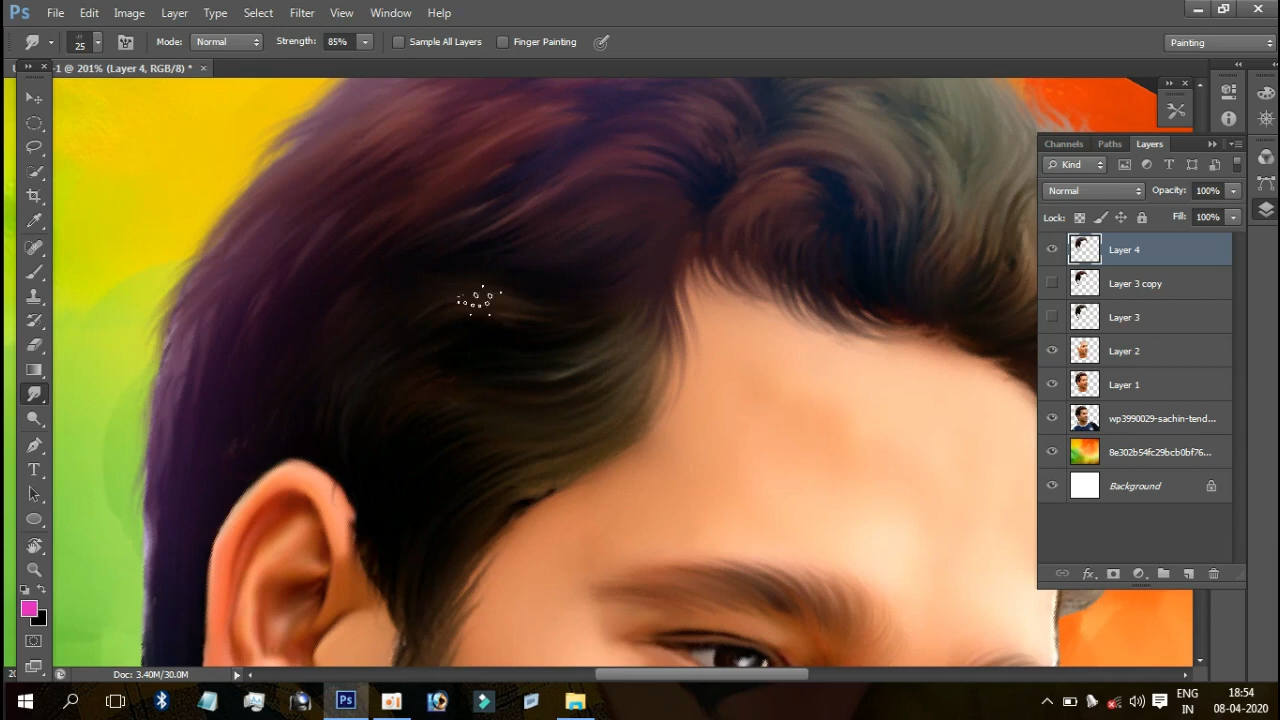 Ps File Edit Image Layer Type Select Filter View Window Help
25 Mode: Normal Strength: 85% Sample All Layers Finger Painting Painting
-1 @ 201% (Layer 4, RGB/8) * ×
Channels Paths Layers
Kind
Normal Opacity: 100%
Lock: Fill: 100%
Layer 4
Layer 3 copy
Layer 3
Layer 2
Layer 1
wp3990029-sachin-tend...
8e302b54fc29bcb0bf76...
Background
Doc: 3.40M/30.0M
ENG
IN
18:54
08-04-2020